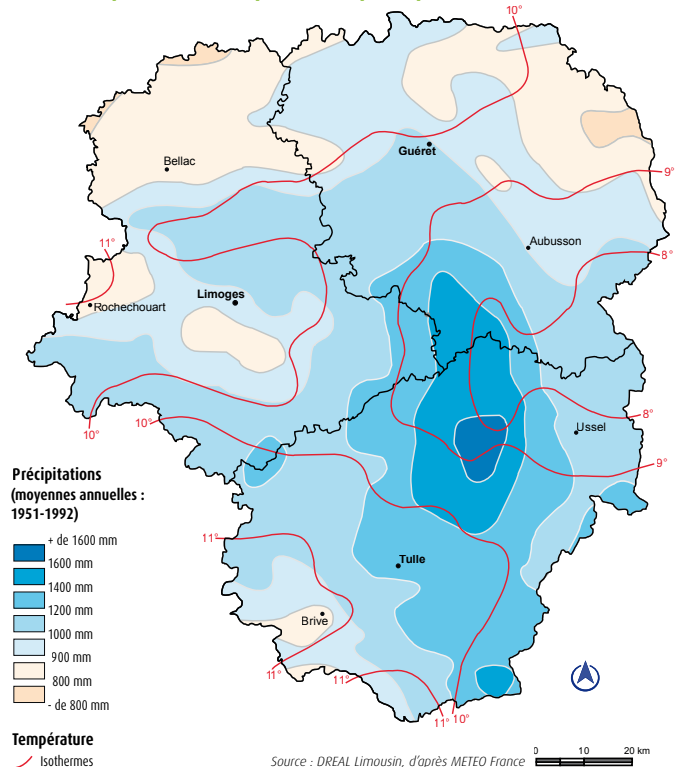 10°
Guéret
Bellac
9°
Aubusson
11°
8°
Limoges
Rochechouart
10°
10°
8°
Ussel
9°
Précipitations
(moyennes annuelles :
1951-1992)
+ de 1600 mm
1600 mm
1400 mm
1200 mm
1000 mm
900 mm
800 mm
- de 800 mm
11°
Tulle
Brive
11°
11°
11°
10°
Température
Isothermes
Source : DREAL Limousin, d'après METEO France
0 10 20 km